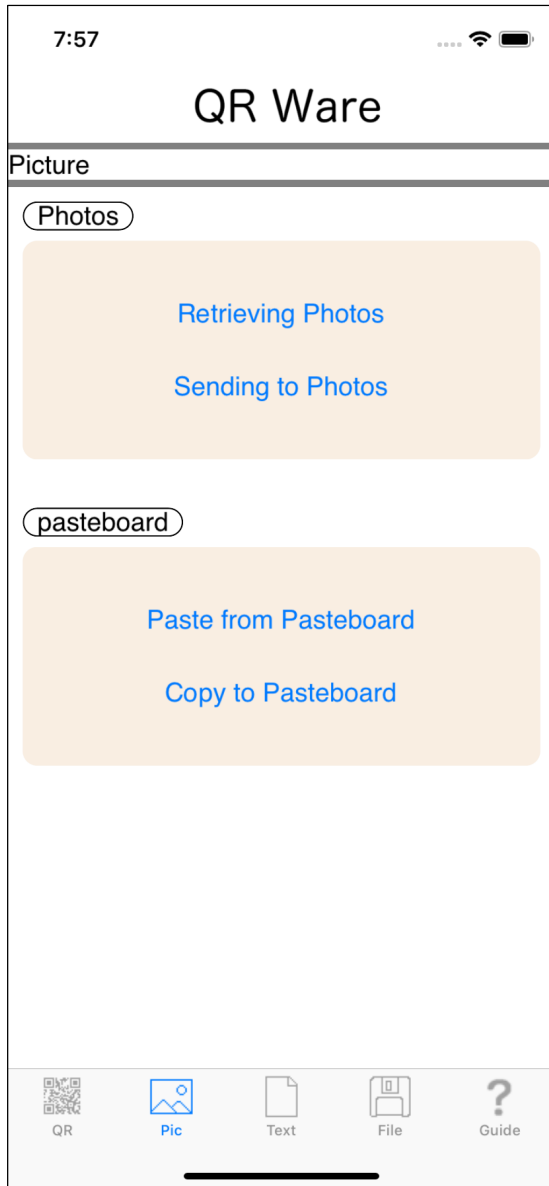 7:57
QR Ware
Picture
Photos
Retrieving Photos
Sending to Photos
pasteboard
Paste from Pasteboard
Copy to Pasteboard
QR
Pic
Text
File
Guide